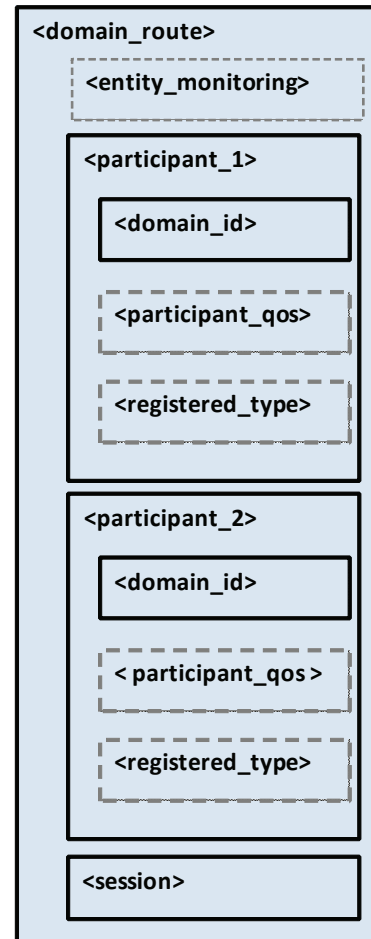 <domain_route>
<entity_monitoring>
<participant_1>
<domain_id>
<participant_qos>
<registered_type>
<participant_2>
<domain_id>
< participant_qos >
<registered_type>
<session>